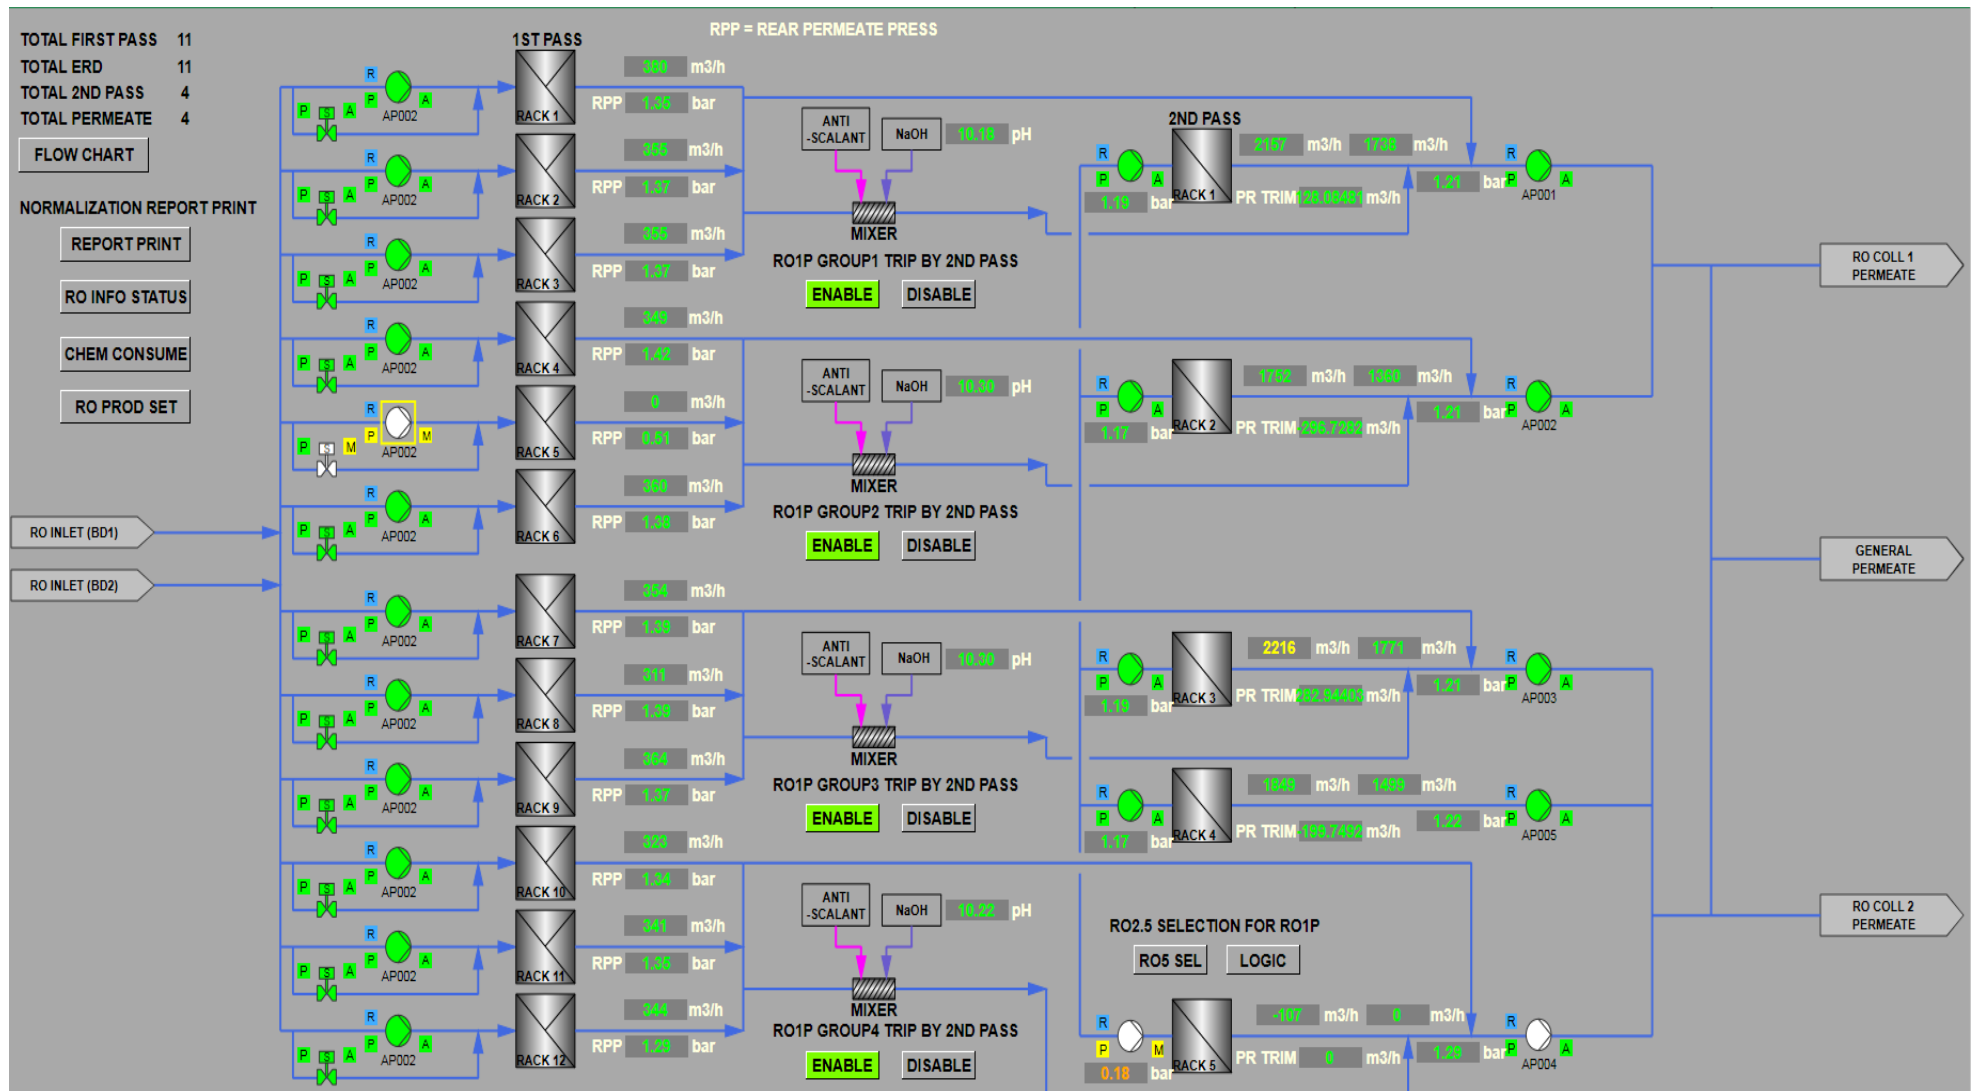 RPP = REAR PERMEATE PRESS
TOTAL FIRST PASS 11
TOTAL ERD 11
TOTAL 2ND PASS 4
TOTAL PERMEATE 4
FLOW CHART
NORMALIZATION REPORT PRINT
REPORT PRINT
RO INFO STATUS
CHEM CONSUME
RO PROD SET
RO INLET (BD1)
RO INLET (BD2)
1ST PASS
R
P S A P A
AP002
RACK 1
380 m3/h
RPP 1.35 bar
R
P S A P A
AP002
RACK 2
355 m3/h
RPP 1.37 bar
R
P S A P A
AP002
RACK 3
355 m3/h
RPP 1.37 bar
R
P S A P A
AP002
RACK 4
349 m3/h
RPP 1.42 bar
R
P S M P M
AP002
RACK 5
0 m3/h
RPP 0.51 bar
R
P S A P A
AP002
RACK 6
360 m3/h
RPP 1.38 bar
R
P S A P A
AP002
RACK 7
354 m3/h
RPP 1.39 bar
R
P S A P A
AP002
RACK 8
311 m3/h
RPP 1.39 bar
R
P S A P A
AP002
RACK 9
364 m3/h
RPP 1.37 bar
R
P S A P A
AP002
RACK 10
323 m3/h
RPP 1.34 bar
R
P S A P A
AP002
RACK 11
341 m3/h
RPP 1.35 bar
R
P S A P A
AP002
RACK 12
344 m3/h
RPP 1.29 bar
ANTI
-SCALANT
NaOH
10.18 pH
MIXER
RO1P GROUP1 TRIP BY 2ND PASS
ENABLE DISABLE
ANTI
-SCALANT
NaOH
10.30 pH
MIXER
RO1P GROUP2 TRIP BY 2ND PASS
ENABLE DISABLE
ANTI
-SCALANT
NaOH
10.30 pH
MIXER
RO1P GROUP3 TRIP BY 2ND PASS
ENABLE DISABLE
ANTI
-SCALANT
NaOH
10.22 pH
MIXER
RO1P GROUP4 TRIP BY 2ND PASS
ENABLE DISABLE
2ND PASS
R
P A
1.19 bar
RACK 1
2157 m3/h 1738 m3/h
PR TRIM m3/h
1.21 bar
R
P A
AP001
R
P A
1.17 bar
RACK 2
1752 m3/h 1360 m3/h
PR TRIM -296.7282 m3/h
1.21 bar
R
P A
AP002
R
P A
1.19 bar
RACK 3
2216 m3/h 1771 m3/h
PR TRIM m3/h
1.21 bar
R
P A
AP003
R
P A
1.17 bar
RACK 4
1849 m3/h 1499 m3/h
PR TRIM -199.7492 m3/h
1.22 bar
R
P A
AP005
RO2.5 SELECTION FOR RO1P
RO5 SEL LOGIC
R
P M
0.18 bar
RACK 5
-107 m3/h 0 m3/h
PR TRIM 0 m3/h
1.29 bar
R
P A
AP004
RO COLL 1
PERMEATE
GENERAL
PERMEATE
RO COLL 2
PERMEATE